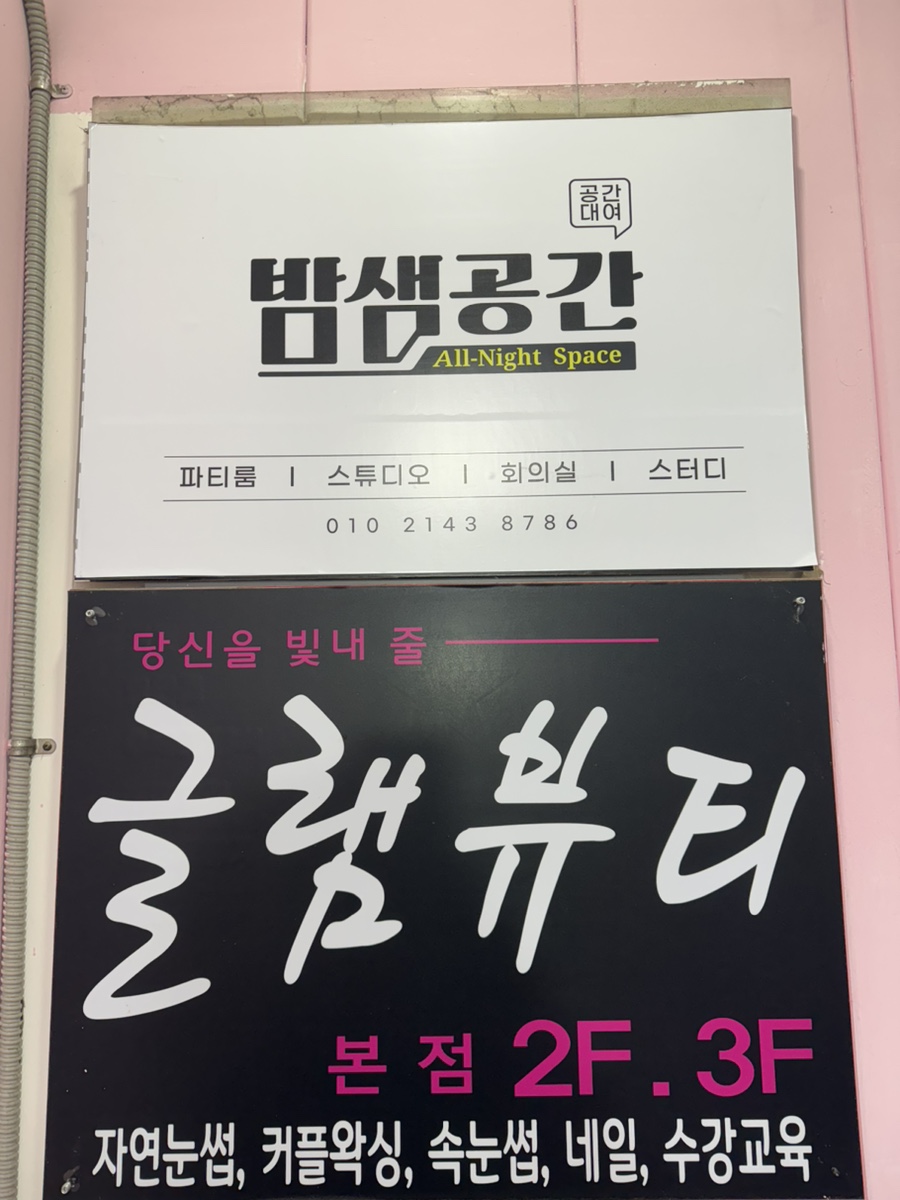 공간
대여
밤샘공간
All-Night Space
파티룸 | 스튜디오 | 회의실 | 스터디
010 2143 8786
당신을 빛내 줄
글램뷰티
본점 2F . 3F
자연눈썹, 커플왁싱, 속눈썹, 네일, 수강교육